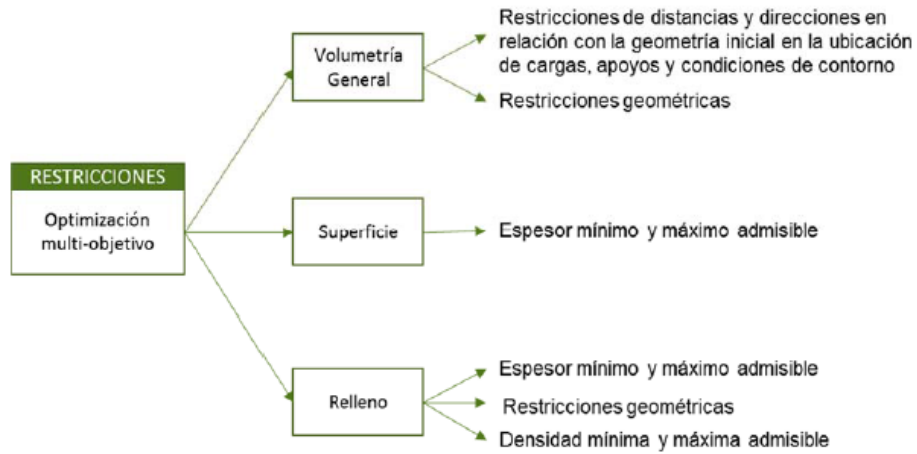 RESTRICCIONES
Optimización
multi-objetivo
Volumetría
General
Restricciones de distancias y direcciones en
relación con la geometría inicial en la ubicación
de cargas, apoyos y condiciones de contorno
Restricciones geométricas
Superficie
Espesor mínimo y máximo admisible
Relleno
Espesor mínimo y máximo admisible
Restricciones geométricas
Densidad mínima y máxima admisible